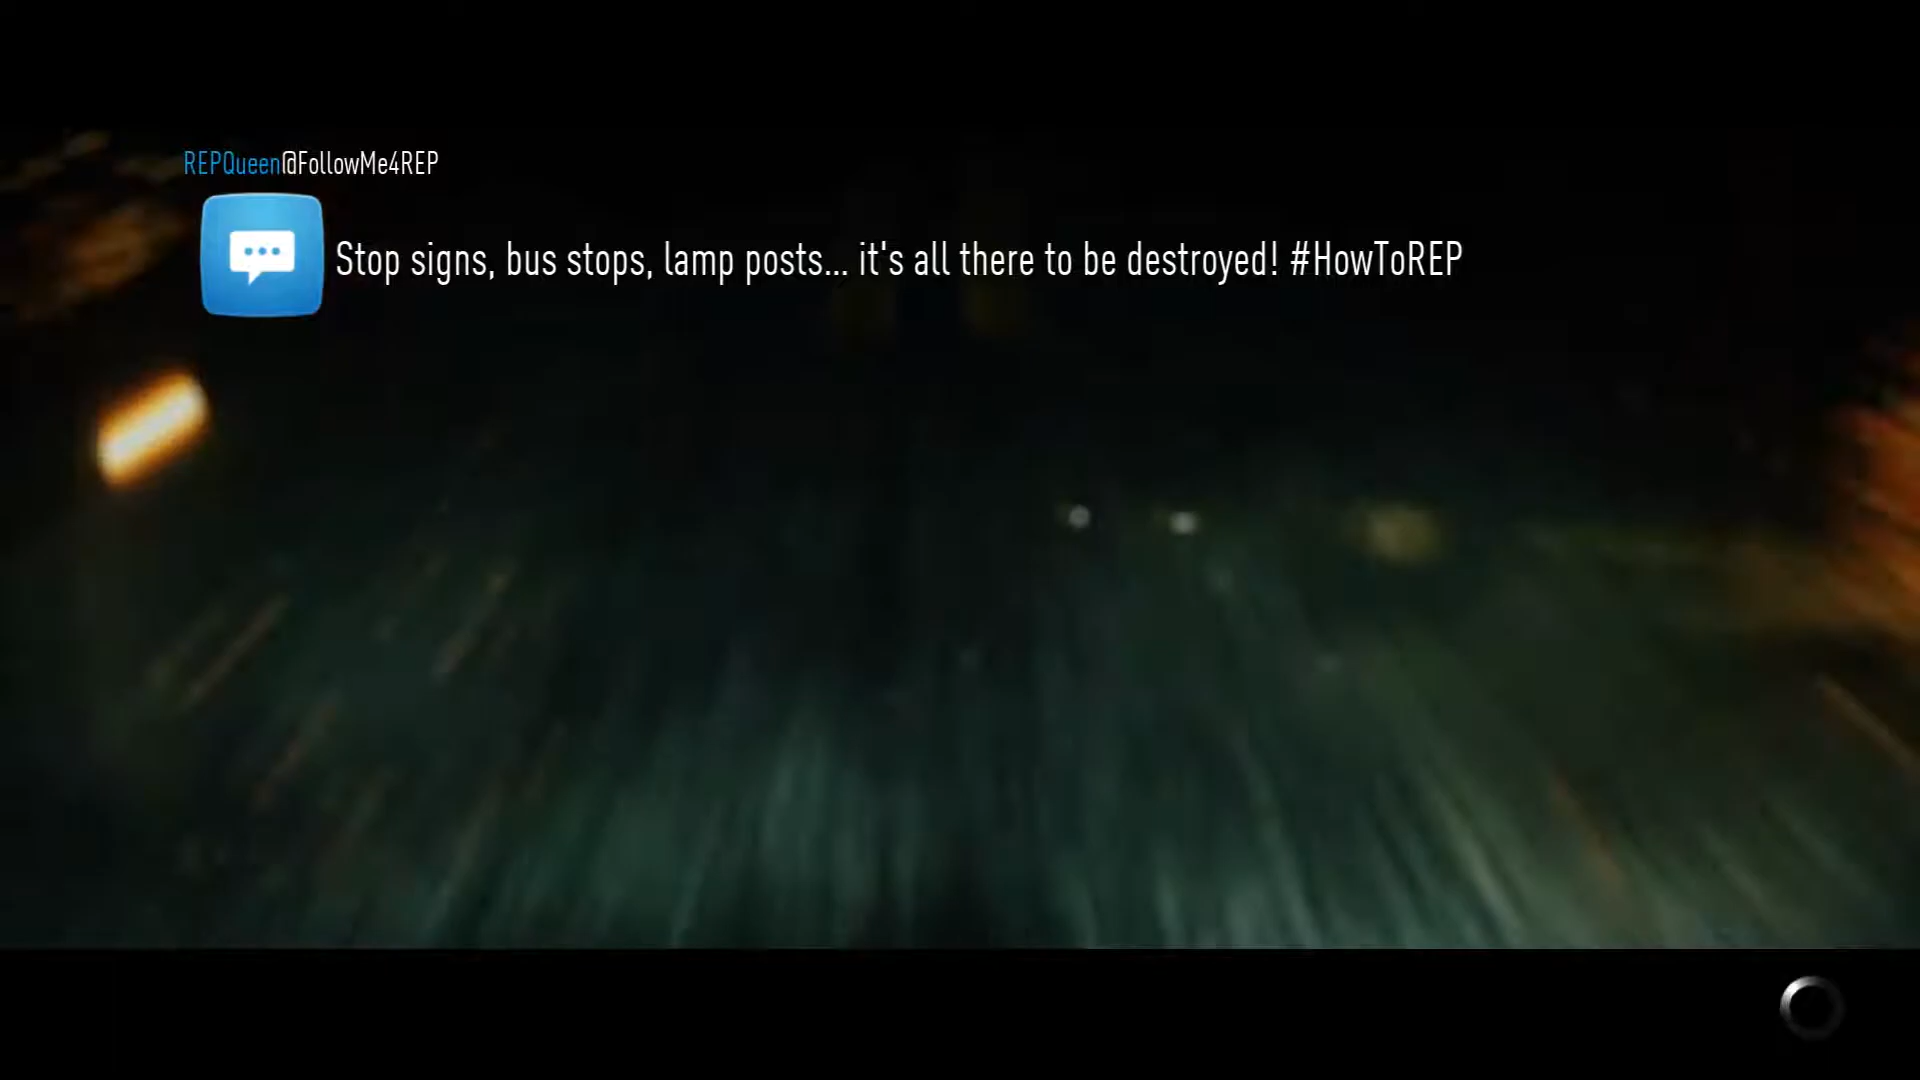 REPQueen@FollowMe4REP
Stop signs, bus stops, lamp posts... it's all there to be destroyed! #HowToREP